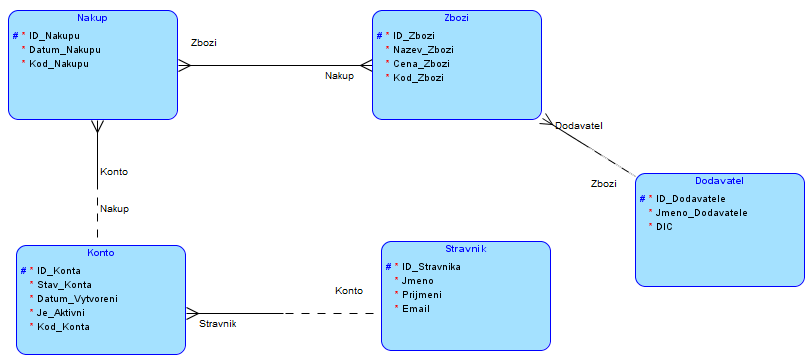 Nakup
# * ID_Nakupu
* Datum_Nakupu
* Kod_Nakupu
Zbozi
Nakup
Zbozi
# * ID_Zbozi
* Nazev_Zbozi
* Cena_Zbozi
* Kod_Zbozi
Dodavatel
Zbozi
Dodavatel
# * ID_Dodavatele
* Jmeno_Dodavatele
* DIC
Konto
Nakup
Konto
# * ID_Konta
* Stav_Konta
* Datum_Vytvoreni
* Je_Aktivni
* Kod_Konta
Konto
Stravnik
Stravnik
# * ID_Stravnika
* Jmeno
* Prijmeni
* Email